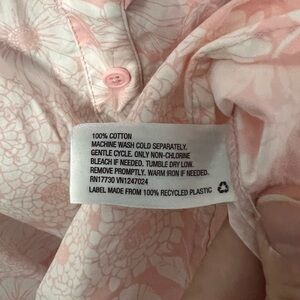 100% COTTON
MACHINE WASH COLD SEPARATELY.
GENTLE CYCLE. ONLY NON-CHLORINE
BLEACH IF NEEDED. TUMBLE DRY LOW.
REMOVE PROMPTLY. WARM IRON IF NEEDED.
RN17730 VN1247024
LABEL MADE FROM 100% RECYCLED PLASTIC